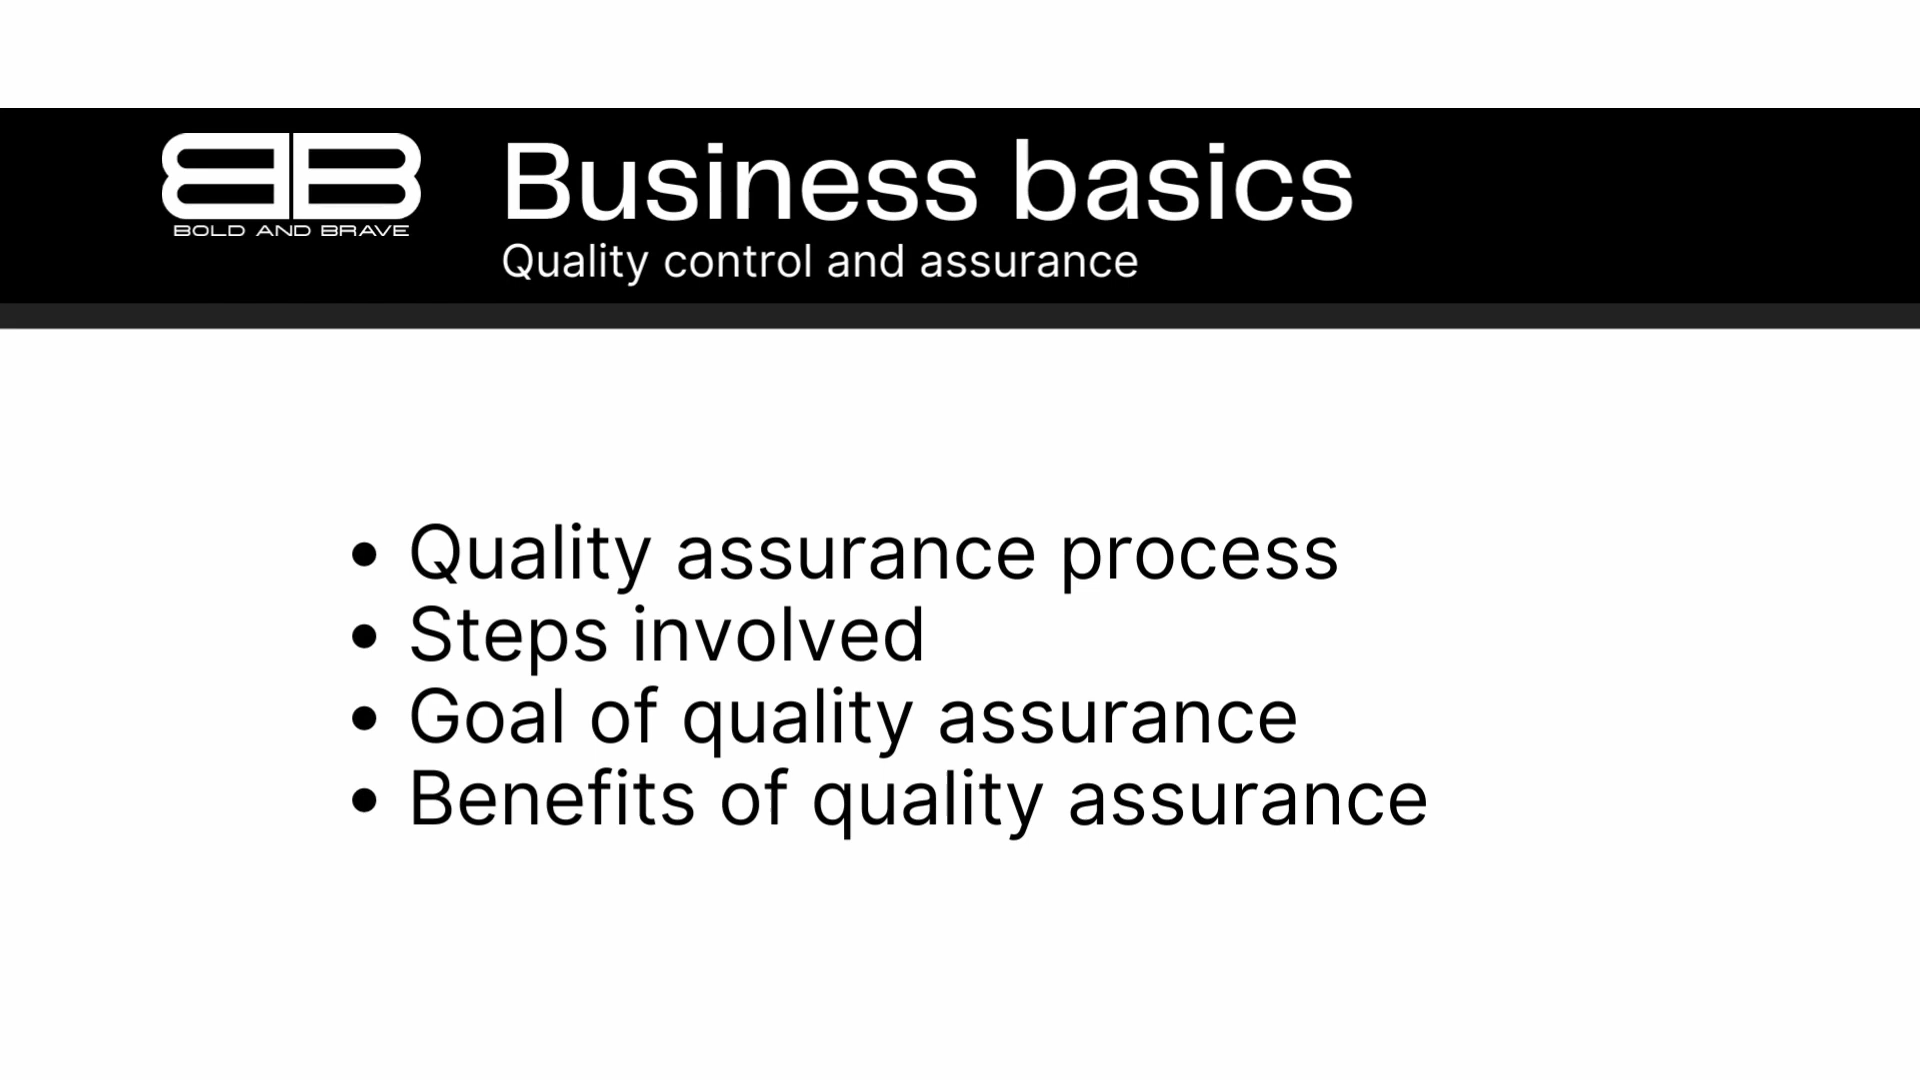 BOLD AND BRAVE
Business basics
Quality control and assurance
• Quality assurance process
• Steps involved
• Goal of quality assurance
• Benefits of quality assurance